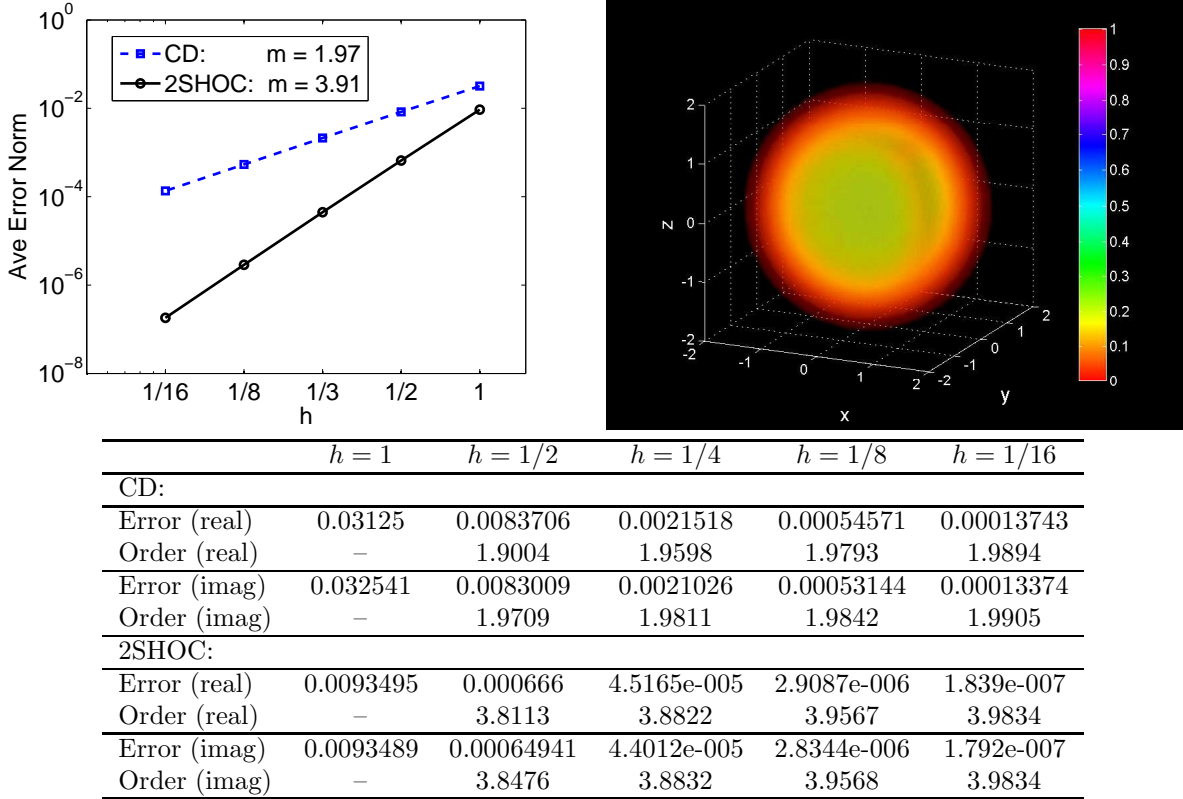 10^0
10^-2
10^-4
10^-6
10^-8
Ave Error Norm
CD: m = 1.97
2SHOC: m = 3.91
1/16 1/8 1/3 1/2 1
h
2
1
0
-1
-2
z
-2 -1 0 1 2
x
-2 -1 0 1 2
y
1
0.9
0.8
0.7
0.6
0.5
0.4
0.3
0.2
0.1
0
h = 1 h = 1/2 h = 1/4 h = 1/8 h = 1/16
CD:
Error (real) 0.03125 0.0083706 0.0021518 0.00054571 0.00013743
Order (real) – 1.9004 1.9598 1.9793 1.9894
Error (imag) 0.032541 0.0083009 0.0021026 0.00053144 0.00013374
Order (imag) – 1.9709 1.9811 1.9842 1.9905
2SHOC:
Error (real) 0.0093495 0.000666 4.5165e-005 2.9087e-006 1.839e-007
Order (real) – 3.8113 3.8822 3.9567 3.9834
Error (imag) 0.0093489 0.00064941 4.4012e-005 2.8344e-006 1.792e-007
Order (imag) – 3.8476 3.8832 3.9568 3.9834